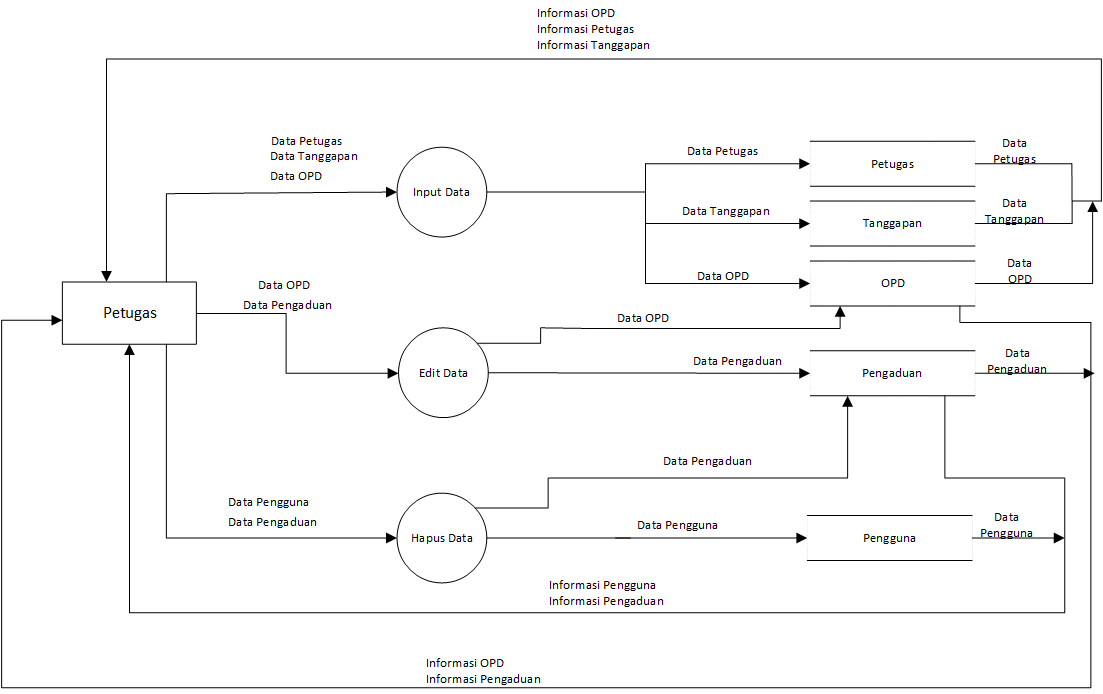 Informasi OPD
Informasi Petugas
Informasi Tanggapan
Data Petugas
Data Tanggapan
Data OPD
Input Data
Data Petugas
Petugas
Data
Petugas
Data Tanggapan
Tanggapan
Data
Tanggapan
Data OPD
OPD
Data
OPD
Petugas
Data OPD
Data Pengaduan
Edit Data
Data OPD
Data Pengaduan
Pengaduan
Data
Pengaduan
Data Pengguna
Data Pengaduan
Hapus Data
Data Pengaduan
Data Pengguna
Pengguna
Data
Pengguna
Informasi Pengguna
Informasi Pengaduan
Informasi OPD
Informasi Pengaduan